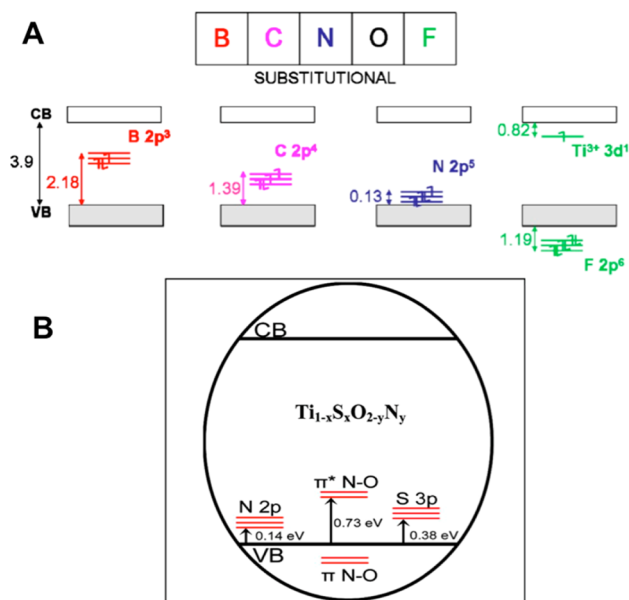 A
B C N O F
SUBSTITUTIONAL
CB
3.9
VB
B 2p³
2.18
C 2p⁴
1.39
N 2p⁵
0.13
0.82
Ti³⁺ 3d¹
1.19
F 2p⁶
B
CB
Ti₁₋ₓSₓO₂₋ᵧNᵧ
π* N-O
N 2p
S 3p
0.14 eV
0.73 eV
0.38 eV
VB
π N-O